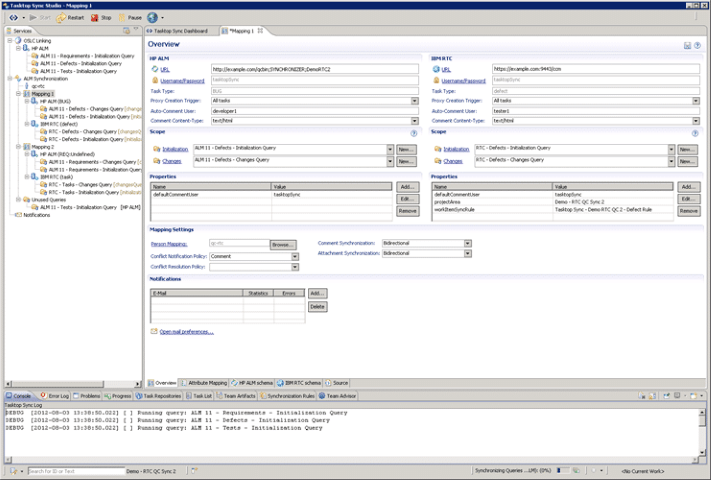 Tasktop Sync Studio - Mapping 1
Start Restart Stop Pause
Services
OSLC Linking
HP ALM
ALM 11 - Requirements - Initialization Query
ALM 11 - Defects - Initialization Query
ALM 11 - Tests - Initialization Query
ALM Synchronization
qc-rtc
Mapping 1
HP ALM (BUG)
ALM 11 - Defects - Changes Query
ALM 11 - Defects - Initialization Query
IBM RTC (defect)
RTC - Defects - Changes Query
RTC - Defects - Initialization Query
Mapping 2
HP ALM (REQ:Undefined)
ALM 11 - Requirements - Changes Query
ALM 11 - Requirements - Initialization Query
IBM RTC (task)
RTC - Tasks - Changes Query
RTC - Tasks - Initialization Query
Unused Queries
ALM 11 - Tests - Initialization Query [HP ALM]
Notifications
Tasktop Sync Dashboard *Mapping 1
Overview
HP ALM
URL http://example.com/qcbin;SYNCHRONIZER;DemoRTC2
Username/Password tasktopSync
Task Type: BUG
Proxy Creation Trigger: All tasks
Auto-Comment User: developer1
Comment Content-Type: text/html
IBM RTC
URL: https://example.com:9443/ccm
Username/Password: tasktopSync
Task Type: defect
Proxy Creation Trigger: All tasks
Auto-Comment User: tester1
Comment Content-Type: text/html
Scope
Initialization ALM 11 - Defects - Initialization Query New...
Changes ALM 11 - Defects - Changes Query New...
Scope
Initialization RTC - Defects - Initialization Query New...
Changes RTC - Defects - Changes Query New...
Properties
Name Value Add...
defaultCommentUser tasktopSync
Edit...
Remove
Properties
Name Value Add...
defaultCommentUser tasktopSync
projectArea Demo - RTC QC Sync 2 Edit...
workItemSyncRule Tasktop Sync - Demo RTC QC 2 - Defect Rule Remove
Mapping Settings
Person Mapping: qc-rtc Browse... Comment Synchronization: Bidirectional
Conflict Notification Policy: Comment Attachment Synchronization: Bidirectional
Conflict Resolution Policy:
Notifications
E-Mail Statistics Errors Add...
Delete
Open mail preferences...
Overview Attribute Mapping HP ALM schema IBM RTC schema Source
Console Error Log Problems Progress Task Repositories Task List Team Artifacts Synchronization Rules Team Advisor
Tasktop Sync Log
DEBUG [2012-08-03 13:38:50.022] [ ] Running query: ALM 11 - Requirements - Initialization Query
DEBUG [2012-08-03 13:38:50.022] [ ] Running query: ALM 11 - Defects - Initialization Query
DEBUG [2012-08-03 13:38:50.022] [ ] Running query: ALM 11 - Tests - Initialization Query
Search for Error Text Demo - RTC QC Sync 2 Synchronizing Queries ...LM): (0%) <No Current Work>